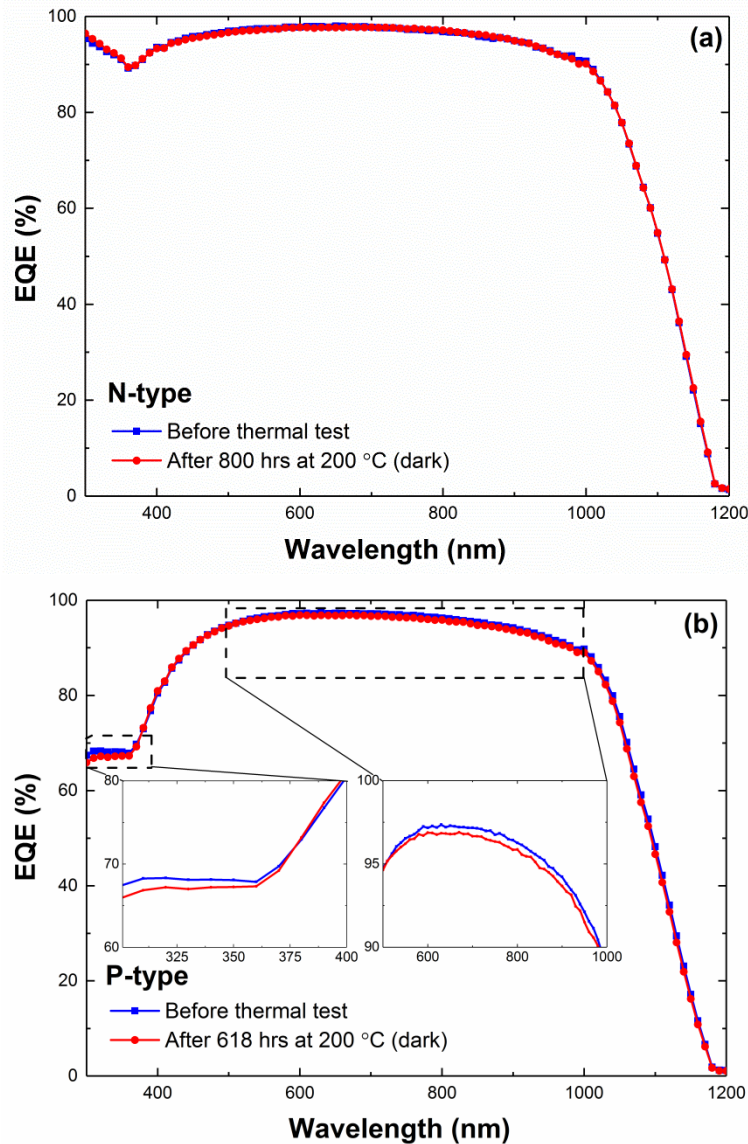 (a)
100
80
60
40
20
0
EQE (%)
N-type
Before thermal test
After 800 hrs at 200 °C (dark)
400 600 800 1000 1200
Wavelength (nm)
(b)
100
80
60
40
20
0
EQE (%)
80
70
60
325 350 375 400
100
95
90
600 800 1000
P-type
Before thermal test
After 618 hrs at 200 °C (dark)
400 600 800 1000 1200
Wavelength (nm)